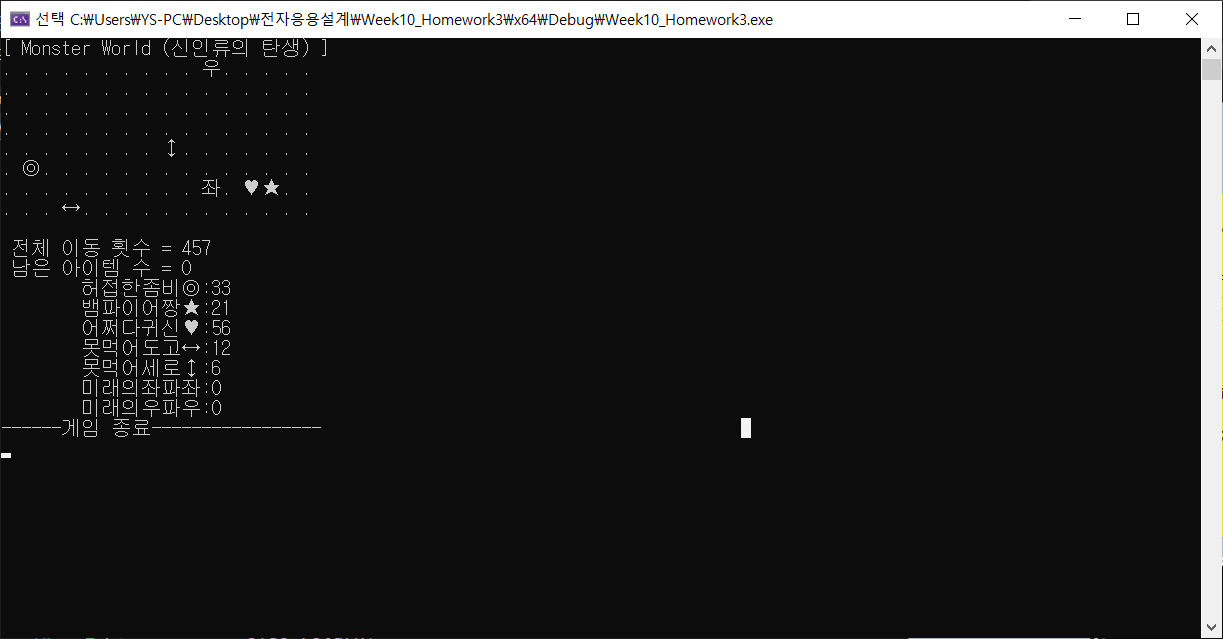 선택 C:\Users\YS-PC\Desktop\전자응용설계\Week10_Homework3\x64\Debug\Week10_Homework3.exe
[ Monster World (신인류의 탄생) ]
. . . . . . . . . . 우. . . . .
. . . . . . . . . . . . . . . .
. . . . . . . . . . . . . . . .
. . . . . . . . . . . . . . . .
. . . . . . . . ↕. . . . . . .
. ◎. . . . . . . . . . . . . .
. . . . . . . . . . 좌. ♥★. .
. . . ↔. . . . . . . . . . . .
전체 이동 횟수 = 457
남은 아이템 수 = 0
허접한좀비◎:33
뱀파이어짱★:21
어쩌다귀신♥:56
못먹어도고↔:12
못먹어세로↕:6
미래의좌파좌:0
미래의우파우:0
------게임 종료-----------------